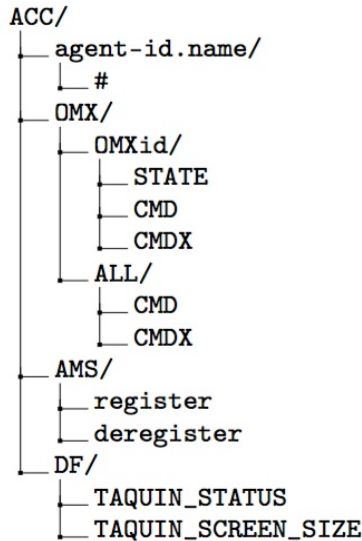 ACC/
agent-id.name/
#
OMX/
OMXid/
STATE
CMD
CMDX
ALL/
CMD
CMDX
AMS/
register
deregister
DF/
TAQUIN_STATUS
TAQUIN_SCREEN_SIZE